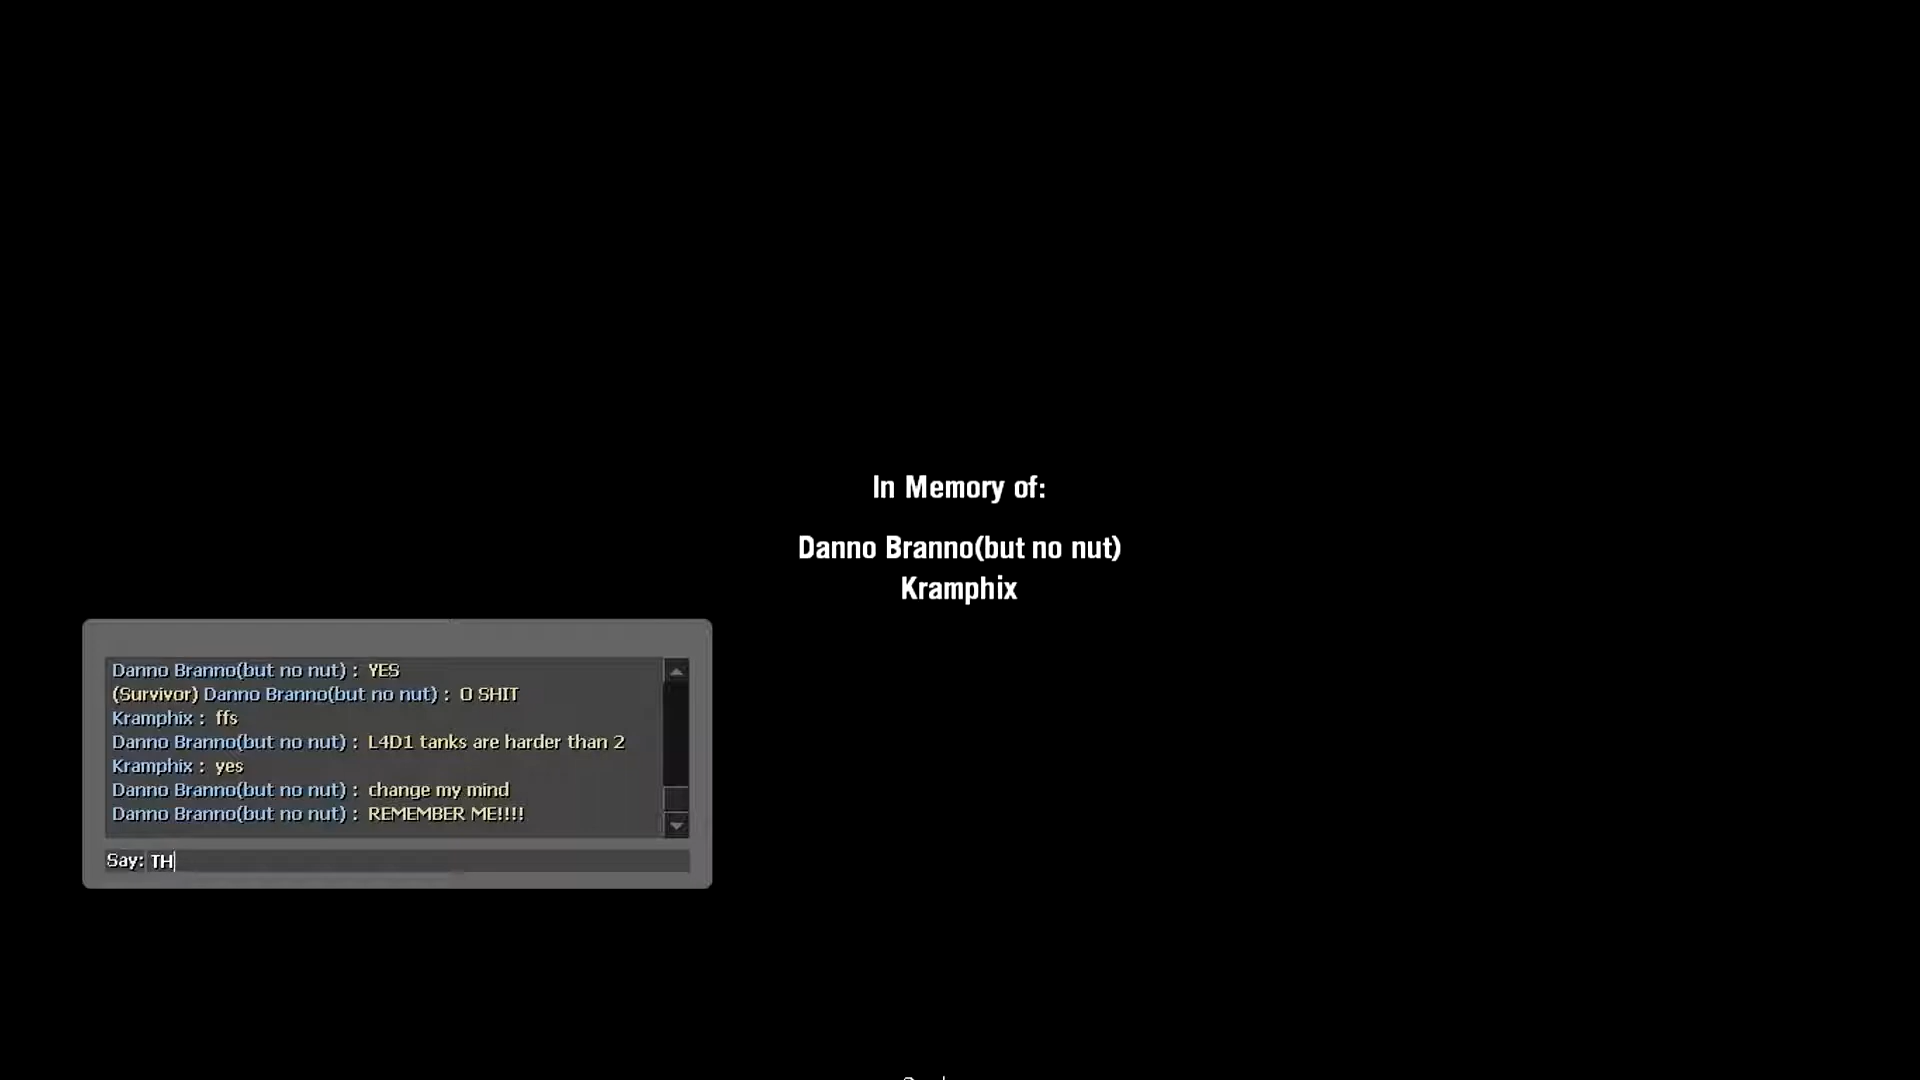 In Memory of:
Danno Branno(but no nut)
Kramphix
Danno Branno(but no nut) : YES
(Survivor) Danno Branno(but no nut) : O SHIT
Kramphix : ffs
Danno Branno(but no nut) : L4D1 tanks are harder than 2
Kramphix : yes
Danno Branno(but no nut) : change my mind
Danno Branno(but no nut) : REMEMBER ME!!!!
Say: TH